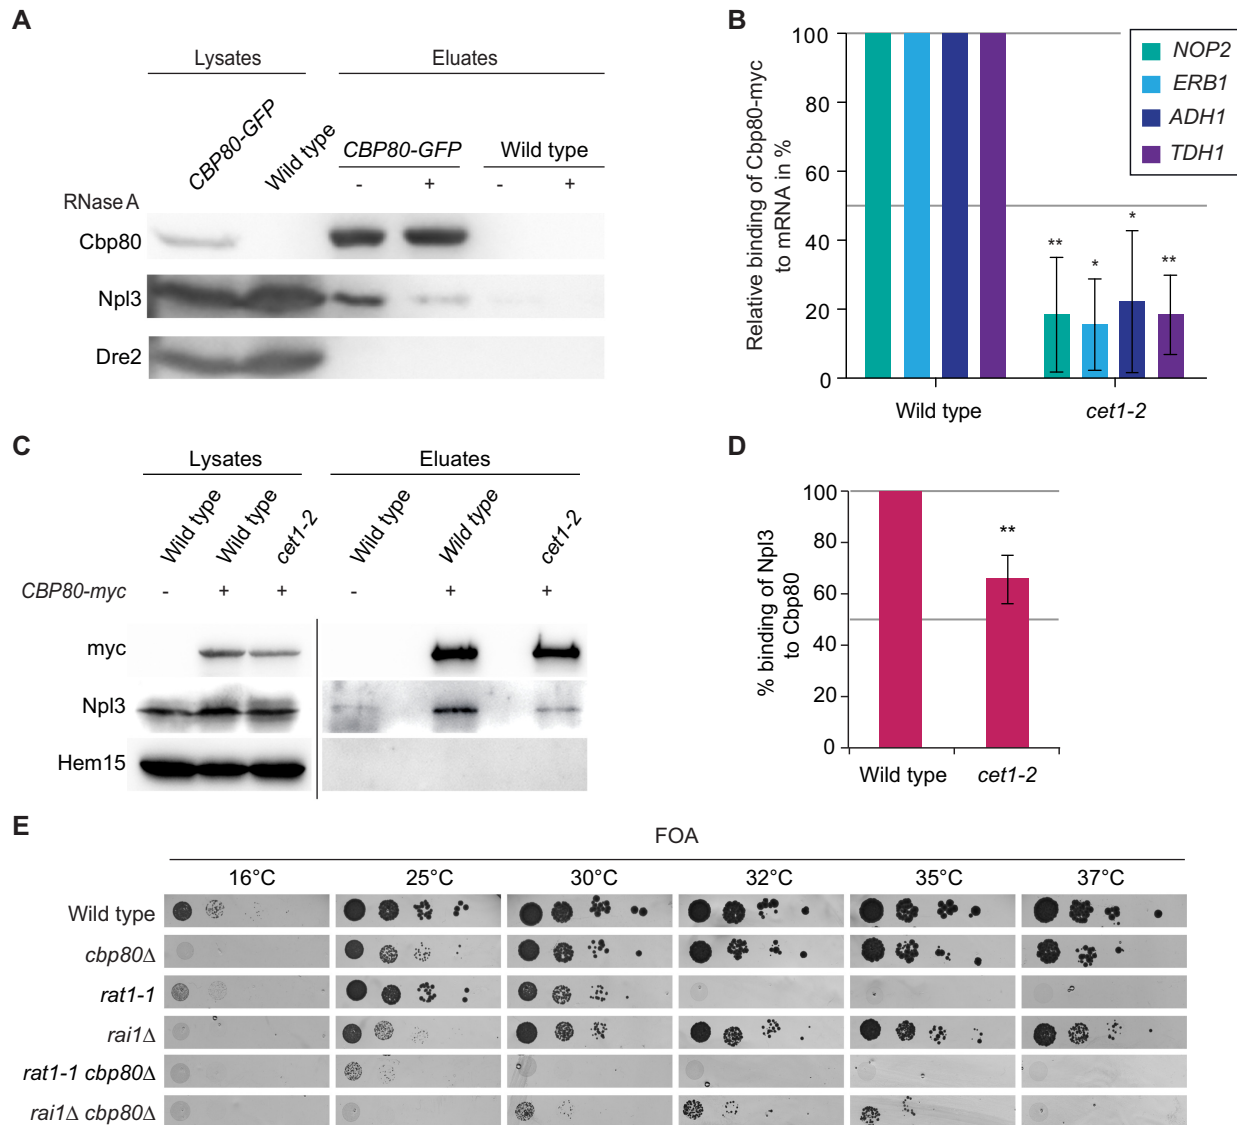 A
Lysates
Eluates
CBP80-GFP
Wild type
CBP80-GFP
Wild type
RNase A
- + - +
Cbp80
Npl3
Dre2
B
Relative binding of Cbp80-myc
to mRNA in %
100
80
60
40
20
0
NOP2
ERB1
ADH1
TDH1
** * * **
Wild type
cet1-2
C
Lysates
Eluates
Wild type
Wild type
cet1-2
Wild type
Wild type
cet1-2
CBP80-myc - + + - + +
myc
Npl3
Hem15
D
% binding of Npl3
to Cbp80
100
80
60
40
20
0
**
Wild type
cet1-2
E
FOA
16°C 25°C 30°C 32°C 35°C 37°C
Wild type
cbp80Δ
rat1-1
rai1Δ
rat1-1 cbp80Δ
rai1Δ cbp80Δ